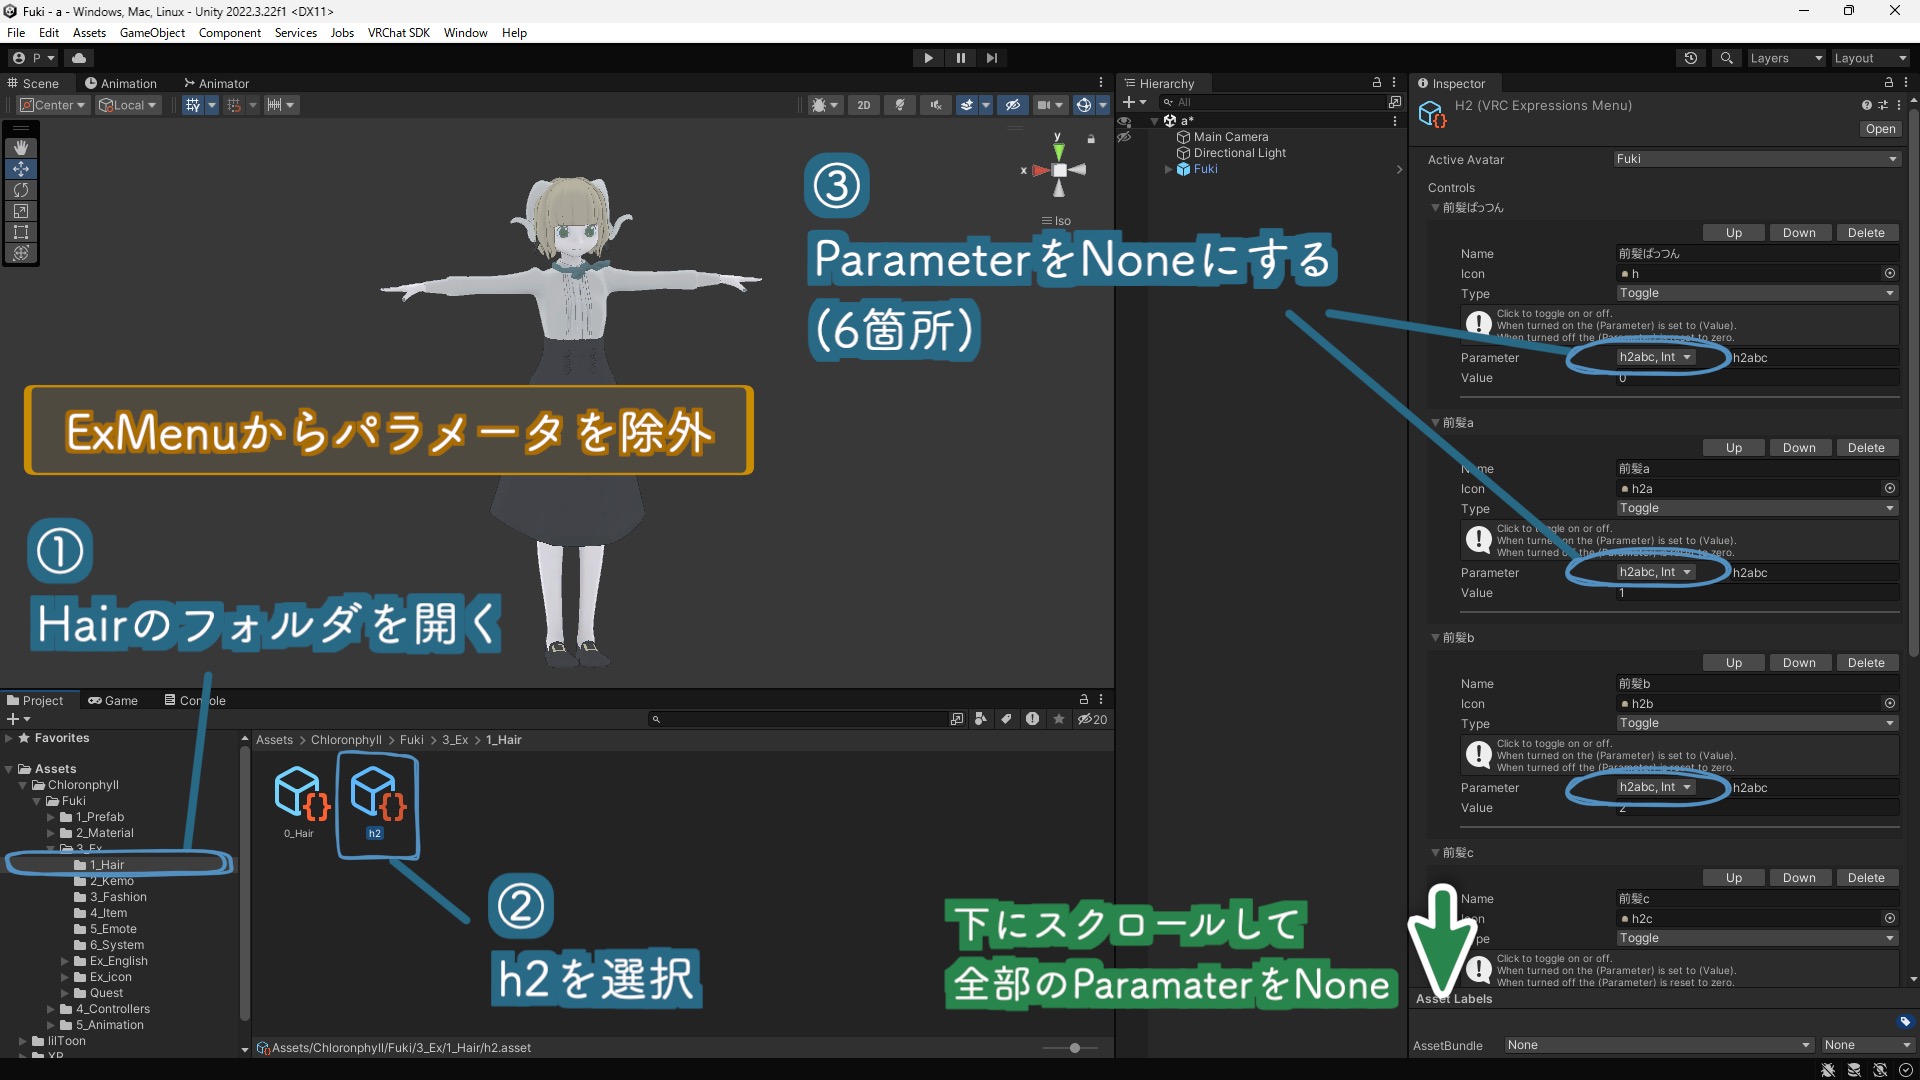 Fuki - a - Windows, Mac, Linux - Unity 2022.3.22f1 <DX11>
File Edit Assets GameObject Component Services Jobs VRChat SDK Window Help
P
Layers
Layout
Scene
Animation
Animator
Center
Local
2D
y
x
Iso
③
ParameterをNoneにする
(6箇所)
ExMenuからパラメータを除外
①
Hairのフォルダを開く
Hierarchy
All
a*
Main Camera
Directional Light
Fuki
Project
Game
Console
20
Favorites
Assets
Chloronphyll
Fuki
1_Prefab
2_Material
3_Ex
1_Hair
2_Kemo
3_Fashion
4_Item
5_Emote
6_System
Ex_English
Ex_icon
Quest
4_Controllers
5_Animation
lilToon
XR
Assets > Chloronphyll > Fuki > 3_Ex > 1_Hair
0_Hair
h2
②
h2を選択
下にスクロールして
全部のParamaterをNone
Assets/Chloronphyll/Fuki/3_Ex/1_Hair/h2.asset
Inspector
H2 (VRC Expressions Menu)
Open
Active Avatar Fuki
Controls
前髪ぱっつん
Up Down Delete
Name 前髪ぱっつん
Icon h
Type Toggle
Click to toggle on or off.
When turned on the (Parameter) is set to (Value).
When turned off the (Parameter) is reset to zero.
Parameter h2abc, Int h2abc
Value 0
前髪a
Up Down Delete
Name 前髪a
Icon h2a
Type Toggle
Click to toggle on or off.
When turned on the (Parameter) is set to (Value).
When turned off the (Parameter) is reset to zero.
Parameter h2abc, Int h2abc
Value 1
前髪b
Up Down Delete
Name 前髪b
Icon h2b
Type Toggle
Click to toggle on or off.
When turned on the (Parameter) is set to (Value).
When turned off the (Parameter) is reset to zero.
Parameter h2abc, Int h2abc
Value 2
前髪c
Up Down Delete
Name 前髪c
Icon h2c
Type Toggle
Click to toggle on or off.
When turned on the (Parameter) is set to (Value).
When turned off the (Parameter) is reset to zero.
Asset Labels
AssetBundle None None